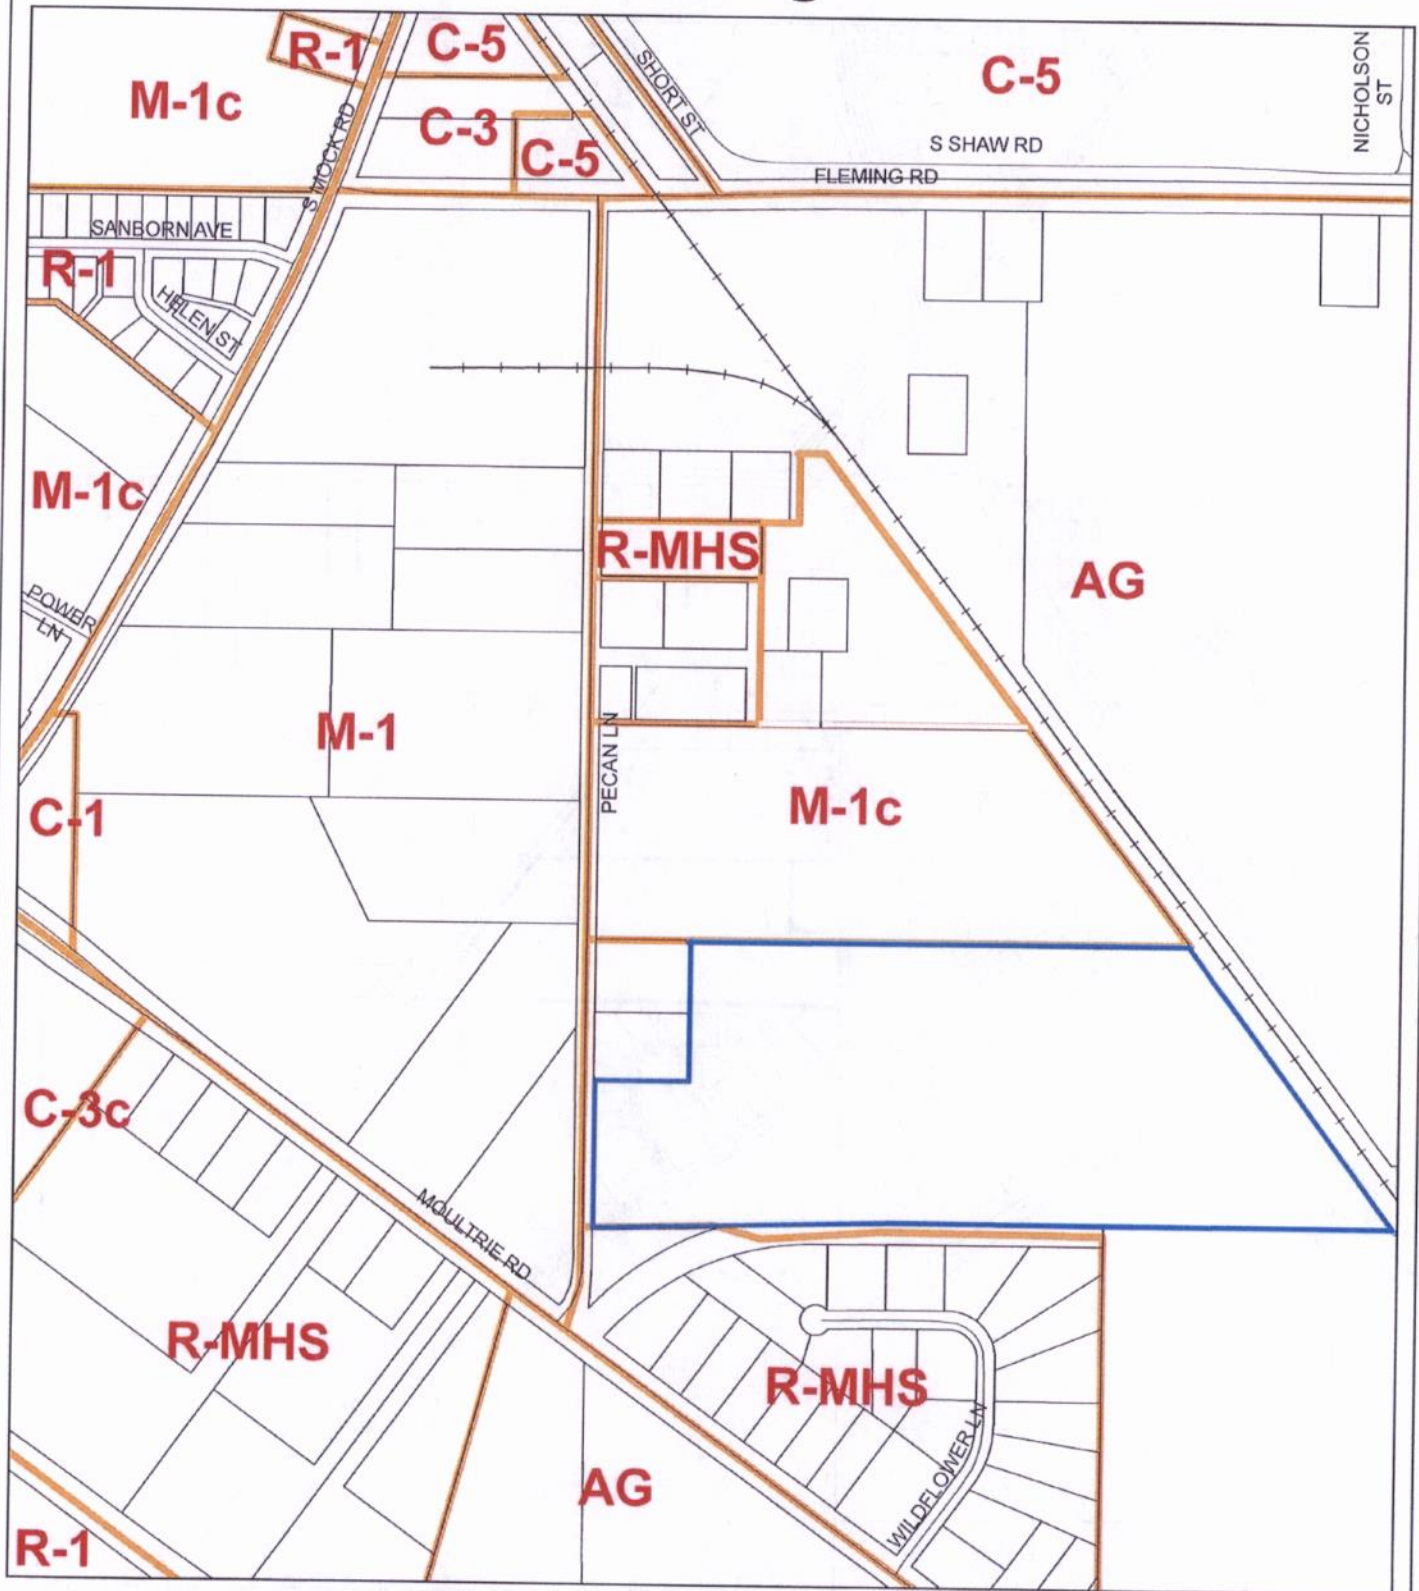 R-1
C-5
C-5
NICHOLSON
ST
M-1c
SHORT ST
C-3
C-5
S SHAW RD
FLEMING RD
S MOCK RD
SANBORN AVE
R-1
HELEN ST
M-1c
R-MHS
AG
POWER
LN
M-1
PECAN LN
M-1c
C-1
C-3c
MOULTRIE RD
R-MHS
R-MHS
WILDFLOWER LN
AG
R-1